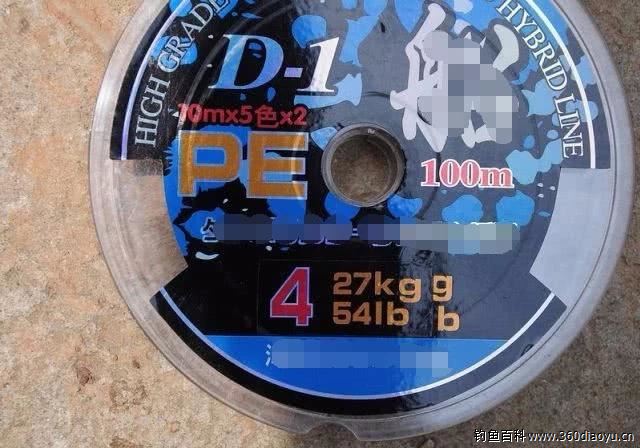 HIGH GRADE
HYBRID LINE
D-1
10mx5色x2
PE
100m
4
27kg g
54lb b
钓鱼百科 www.360diaoyu.cn